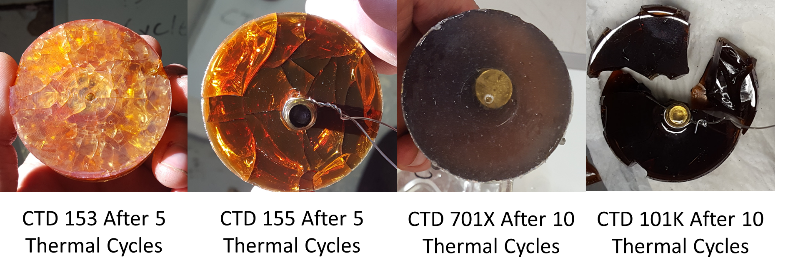 CTD 153 After 5
Thermal Cycles
CTD 155 After 5
Thermal Cycles
CTD 701X After 10
Thermal Cycles
CTD 101K After 10
Thermal Cycles